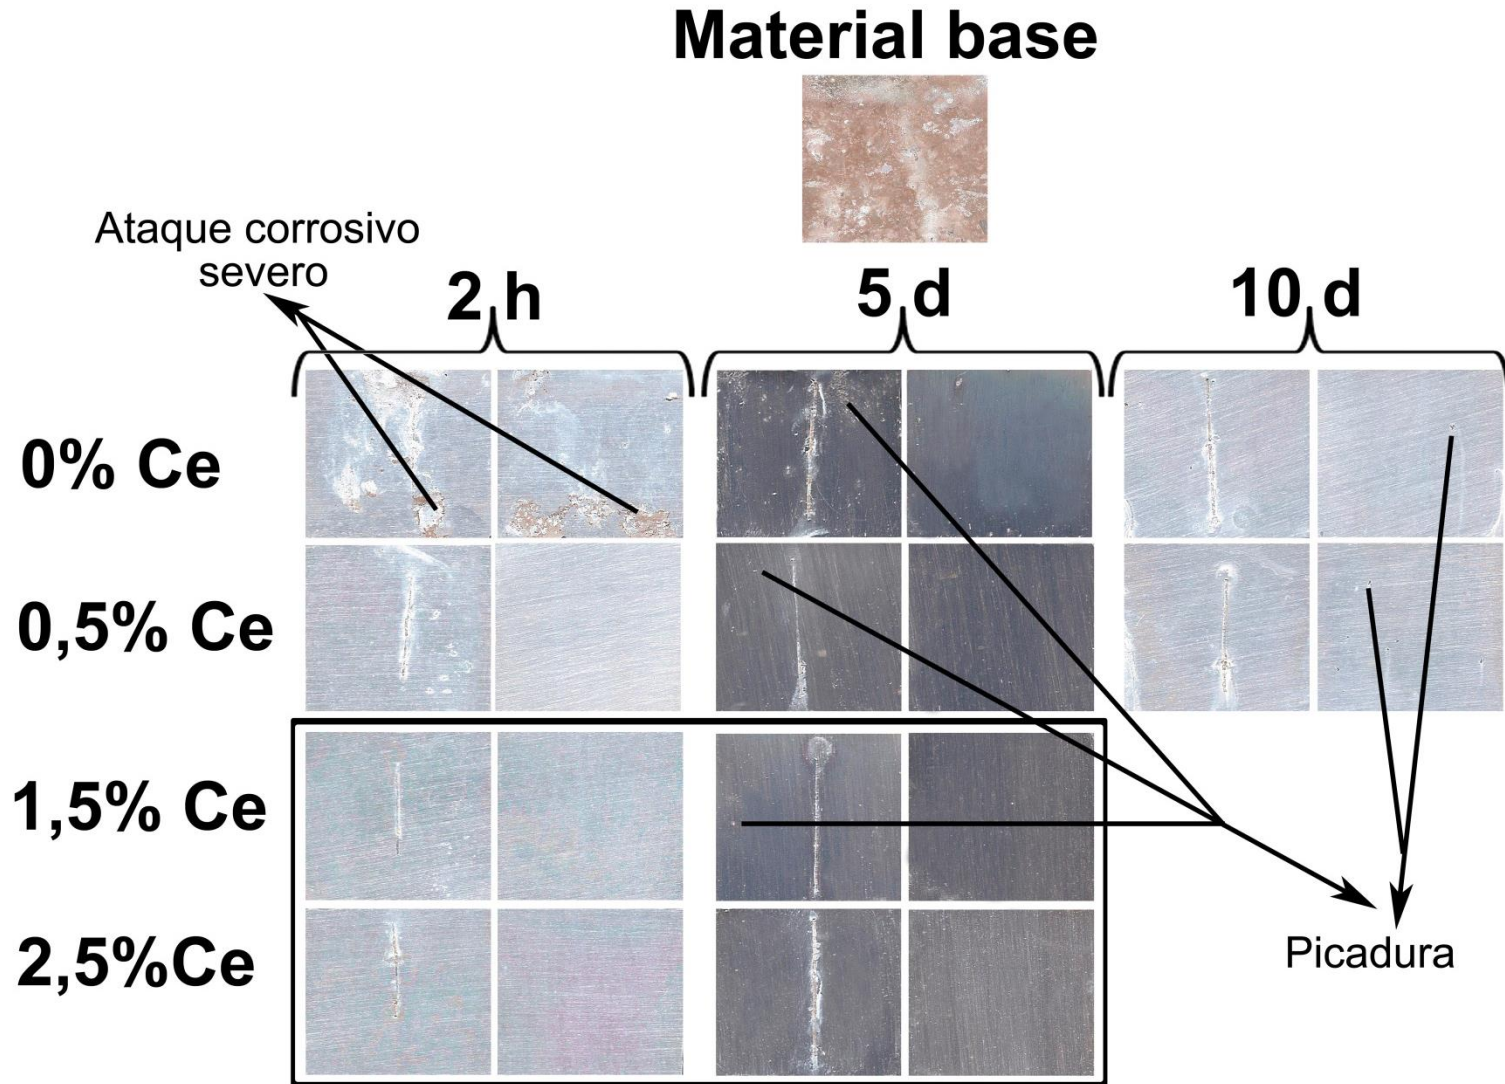 Material base
Ataque corrosivo
severo
2 h
5 d
10 d
0% Ce
0,5% Ce
1,5% Ce
2,5%Ce
Picadura